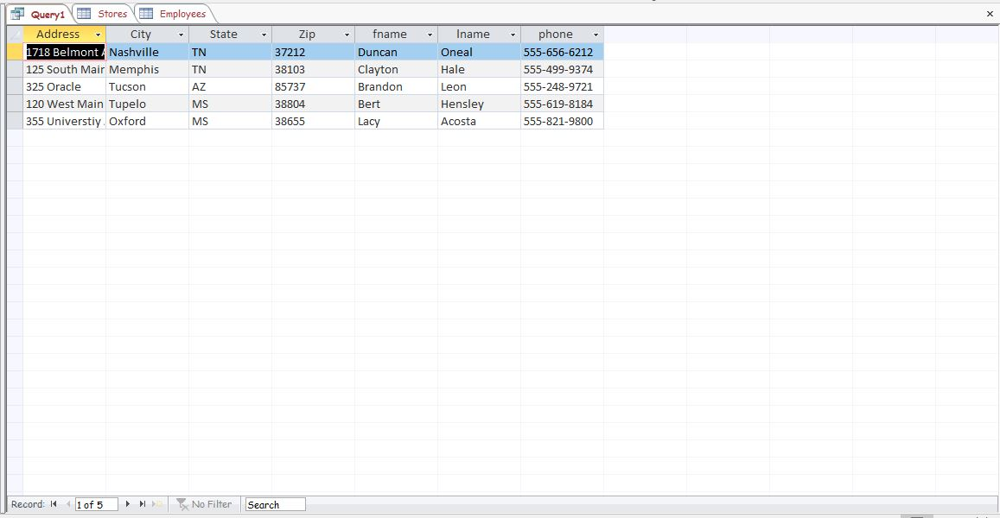 Query1 Stores Employees
Address City State Zip fname lname phone
1718 Belmont A Nashville TN 37212 Duncan Oneal 555-656-6212
125 South Main Memphis TN 38103 Clayton Hale 555-499-9374
325 Oracle Tucson AZ 85737 Brandon Leon 555-248-9721
120 West Main Tupelo MS 38804 Bert Hensley 555-619-8184
355 Universtiy Oxford MS 38655 Lacy Acosta 555-821-9800
Record: 1 of 5 No Filter Search